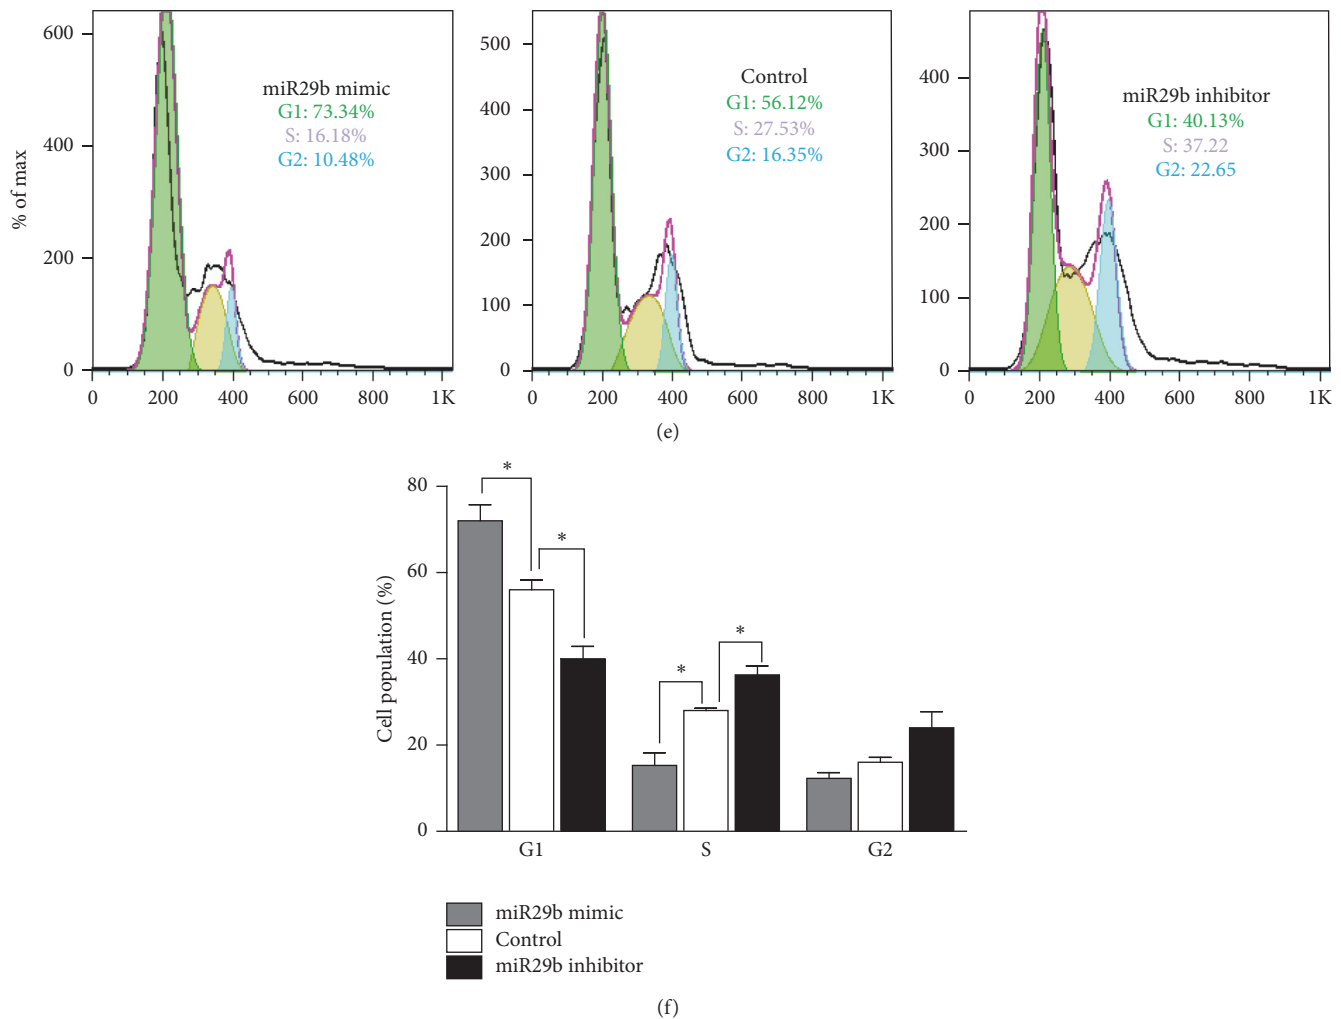 % of max
600
400
200
0
miR29b mimic
G1: 73.34%
S: 16.18%
G2: 10.48%
0 200 400 600 800 1K
500
400
300
200
100
0
Control
G1: 56.12%
S: 27.53%
G2: 16.35%
0 200 400 600 800 1K
400
300
200
100
0
miR29b inhibitor
G1: 40.13%
S: 37.22
G2: 22.65
0 200 400 600 800 1K
(e)
Cell population (%)
80
60
40
20
0
* *
* *
G1 S G2
miR29b mimic
Control
miR29b inhibitor
(f)